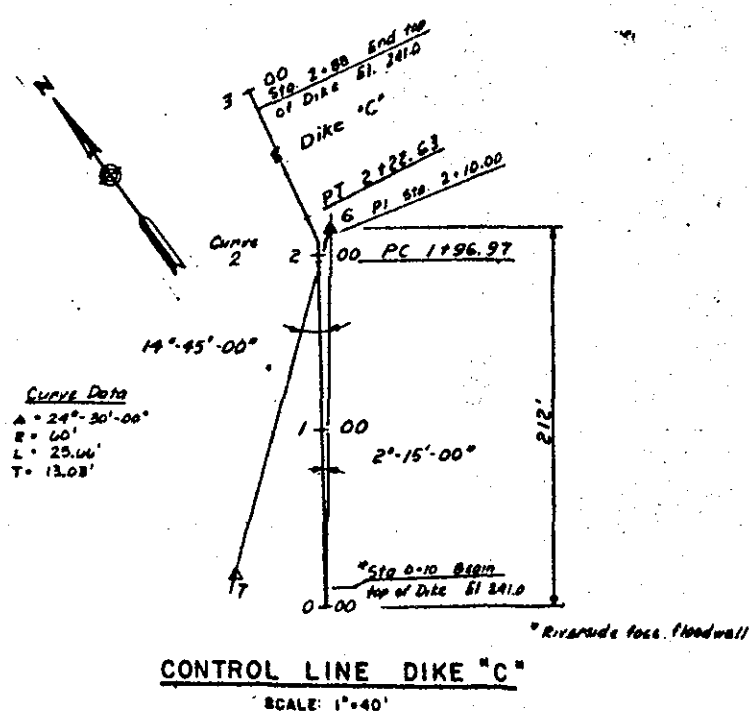 N
3 00
Sta. 2+88 End top
of Dike El. 241.0
Dike "C"
PT 2+22.63
6 PI Sta. 2+10.00
Curve
2
2 00 PC 1+96.97
14°-45'-00"
Curve Data
Δ = 24°-30'-00"
R = 60'
L = 25.66'
T = 13.03'
1 00
212'
2°-15'-00"
7
*Sta 0+10 Begin
top of Dike El 241.0
0 00
* Riverside face floodwall
CONTROL LINE DIKE "C"
SCALE: 1"=40'